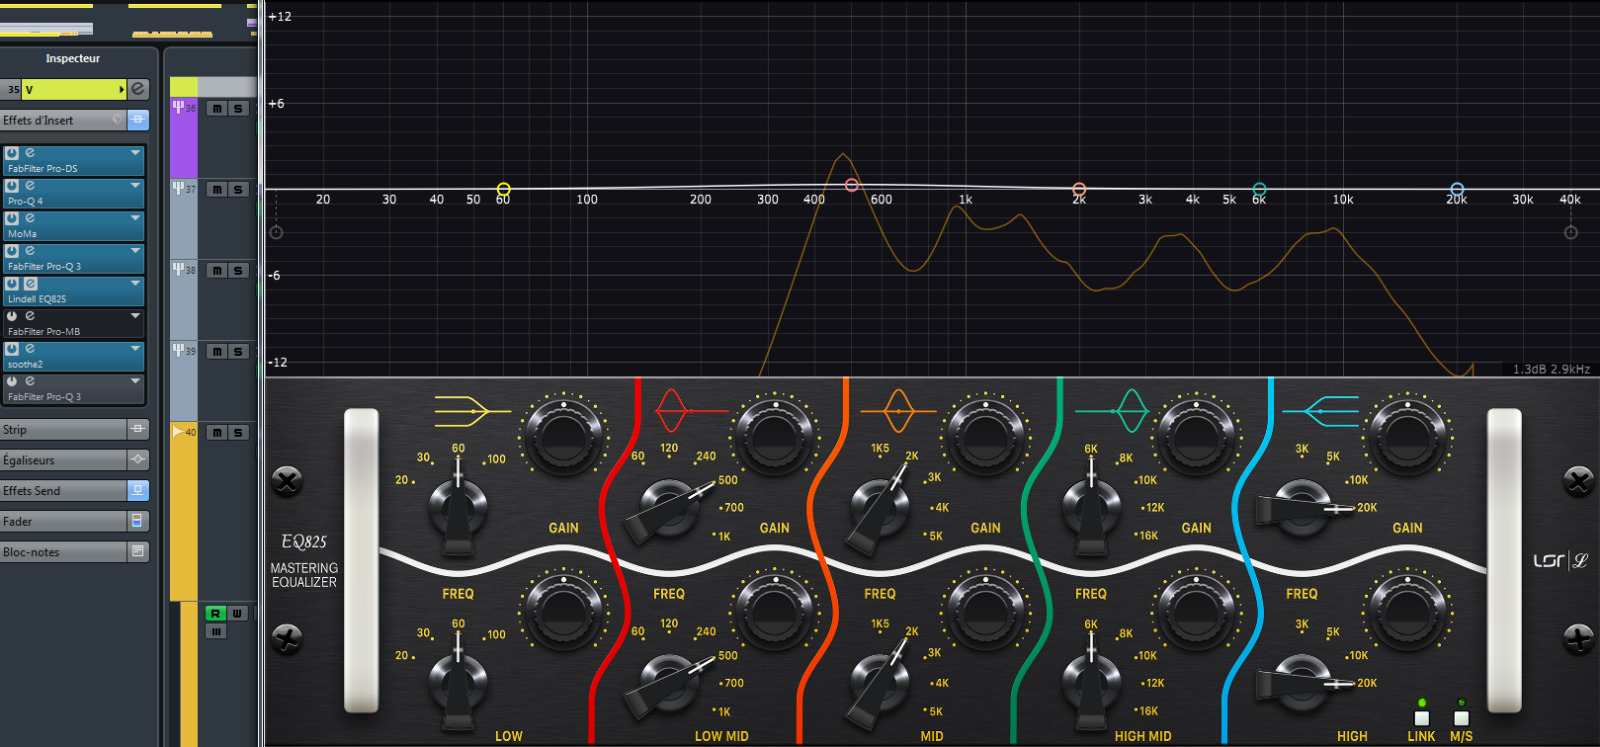 Inspecteur
35 V
Effets d'Insert
FabFilter Pro-DS
Pro-Q 4
MoMa
FabFilter Pro-Q 3
Lindell EQ825
FabFilter Pro-MB
soothe2
FabFilter Pro-Q 3
Strip
Égaliseurs
Effets Send
Fader
Bloc-notes
36 m S
37 m S
38 m S
39 m S
40 m S
R W
+12
+6
20 30 40 50 60 100 200 300 400 600 1k 2k 3k 4k 5k 6k 10k 20k 30k 40k
-6
-12
1.3dB 2.9kHz
EQ825
MASTERING
EQUALIZER
20 30 60 100
GAIN
FREQ
60 120 240 500 700 1K
GAIN
FREQ
1K5 2K 3K 4K 5K
GAIN
FREQ
6K 8K 10K 12K 16K
GAIN
FREQ
3K 5K 10K 20K
GAIN
FREQ
20 30 60 100
LOW
60 120 240 500 700 1K
LOW MID
1K5 2K 3K 4K 5K
MID
6K 8K 10K 12K 16K
HIGH MID
3K 5K 10K 20K
HIGH
LINK M/S